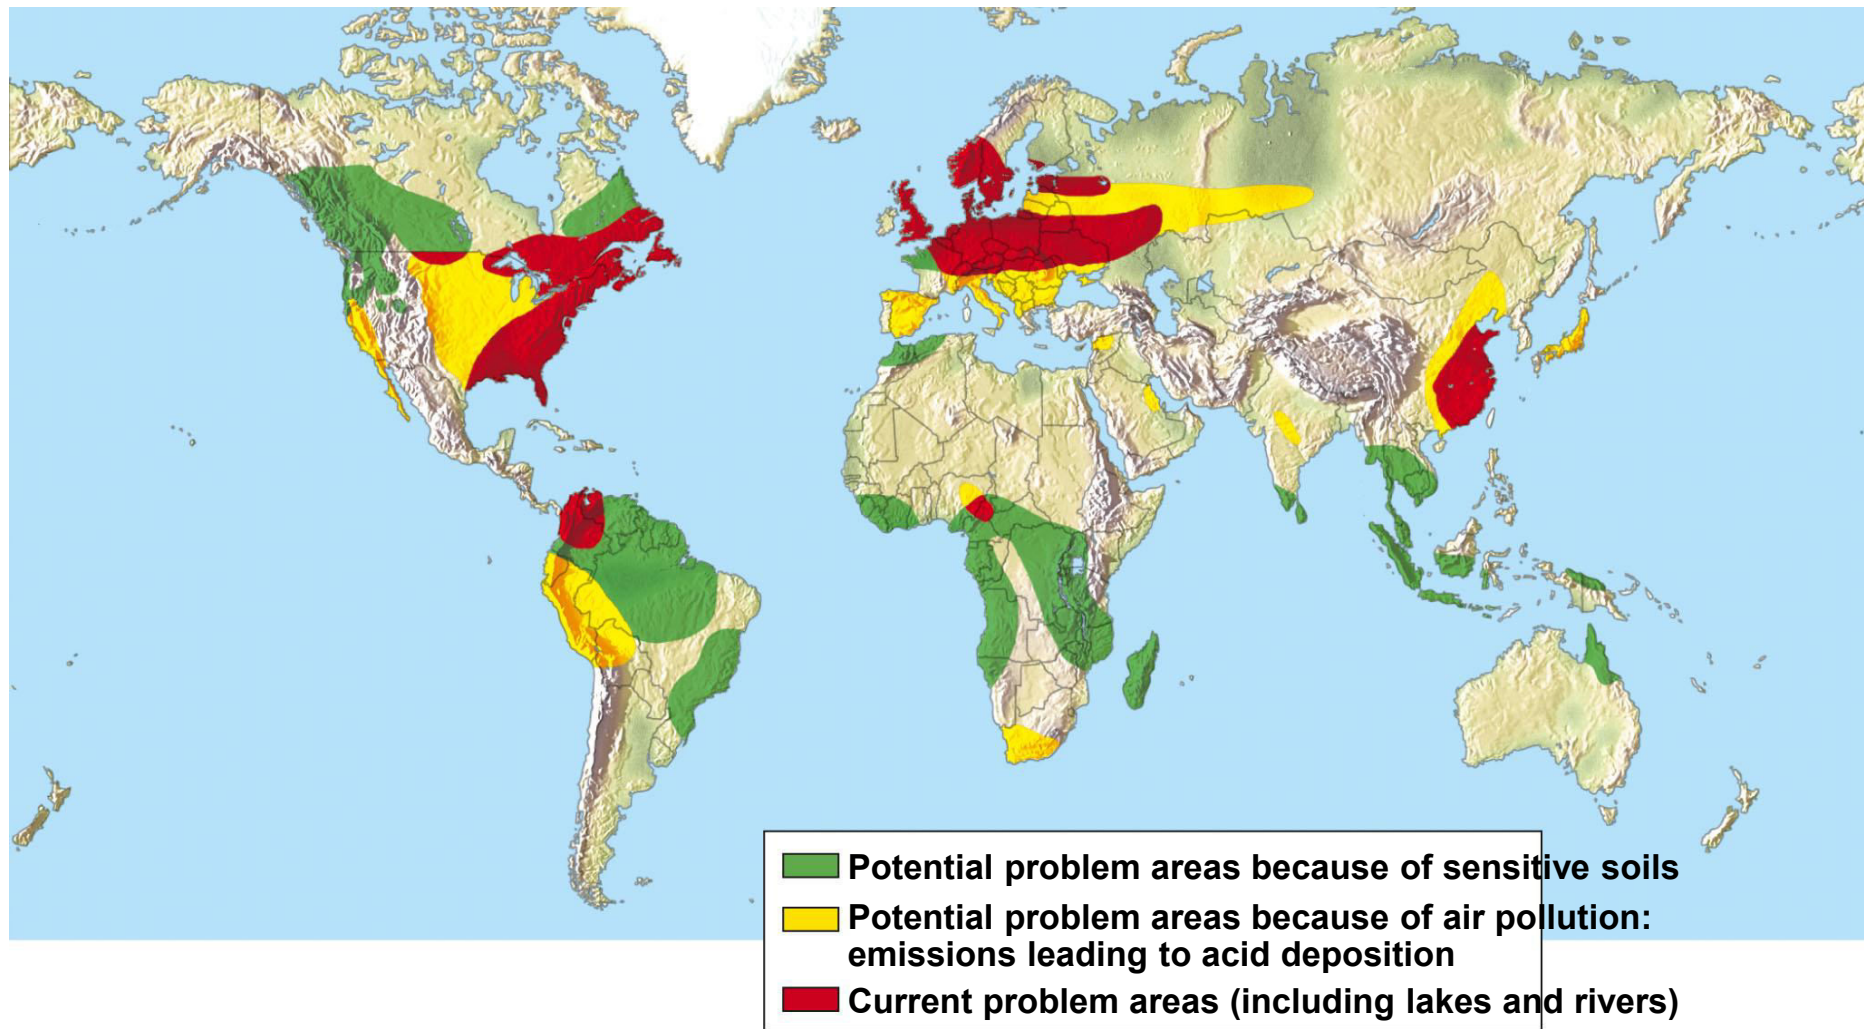 Potential problem areas because of sensitive soils
Potential problem areas because of air pollution:
emissions leading to acid deposition
Current problem areas (including lakes and rivers)